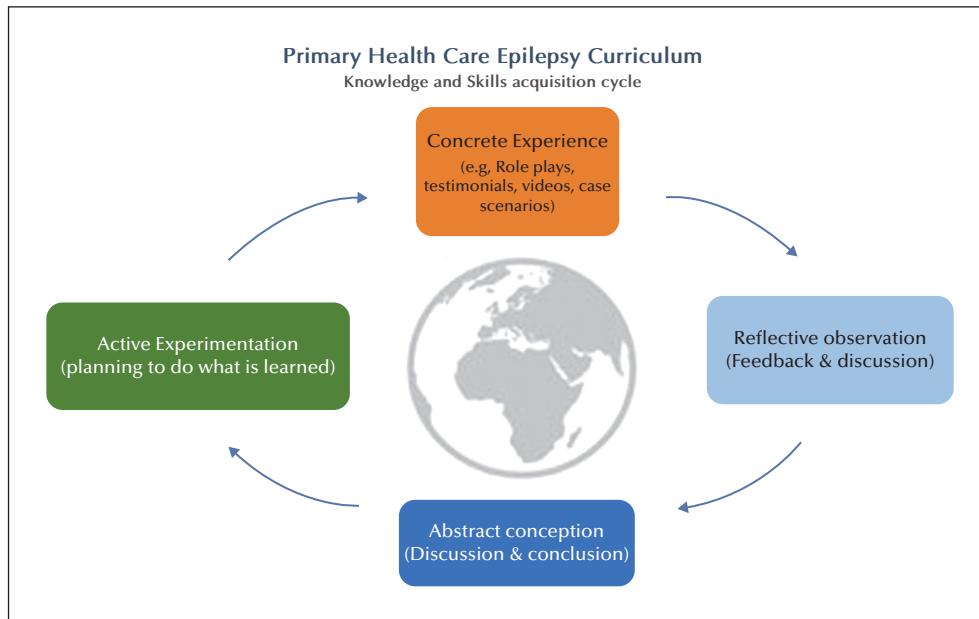 Primary Health Care Epilepsy Curriculum
Knowledge and Skills acquisition cycle
Concrete Experience
(e.g, Role plays,
testimonials, videos, case
scenarios)
Reflective observation
(Feedback & discussion)
Abstract conception
(Discussion & conclusion)
Active Experimentation
(planning to do what is learned)